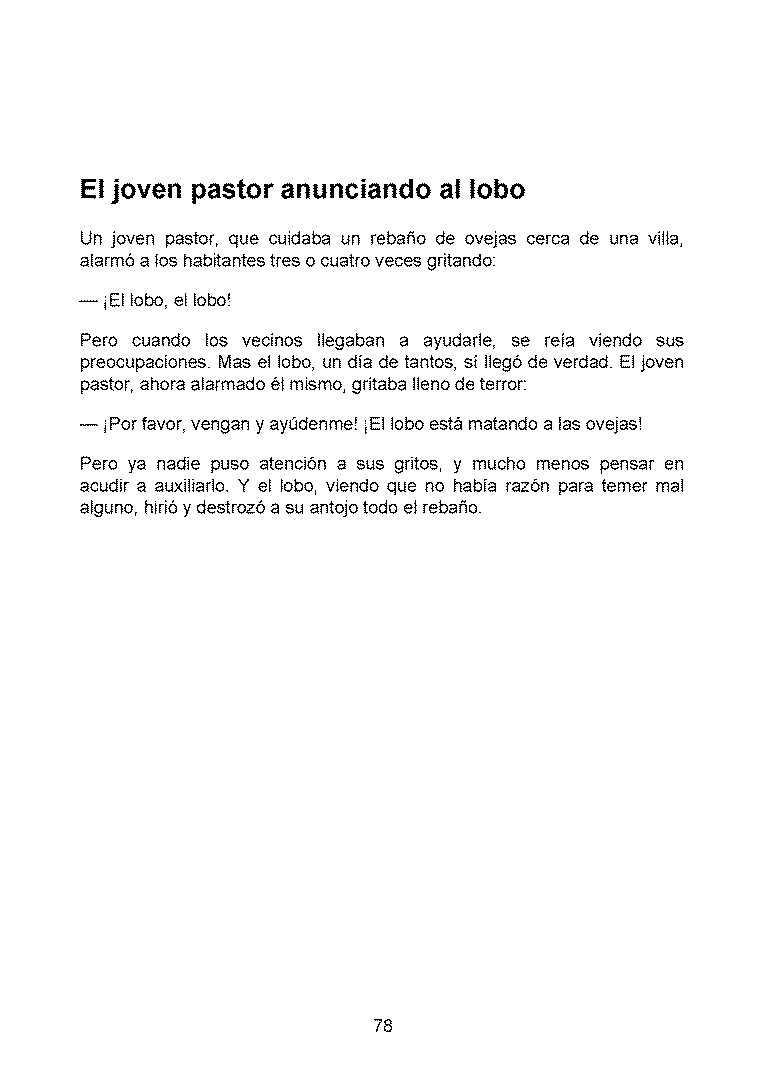 El joven pastor anunciando al lobo
Un joven pastor, que cuidaba un rebaño de ovejas cerca de una villa,
alarmó a los habitantes tres o cuatro veces gritando:
— ¡El lobo, el lobo!
Pero cuando los vecinos llegaban a ayudarle, se reía viendo sus
preocupaciones. Mas el lobo, un día de tantos, sí llegó de verdad. El joven
pastor, ahora alarmado él mismo, gritaba lleno de terror:
— ¡Por favor, vengan y ayúdenme! ¡El lobo está matando a las ovejas!
Pero ya nadie puso atención a sus gritos, y mucho menos pensar en
acudir a auxiliarlo. Y el lobo, viendo que no había razón para temer mal
alguno, hirió y destrozó a su antojo todo el rebaño.
78